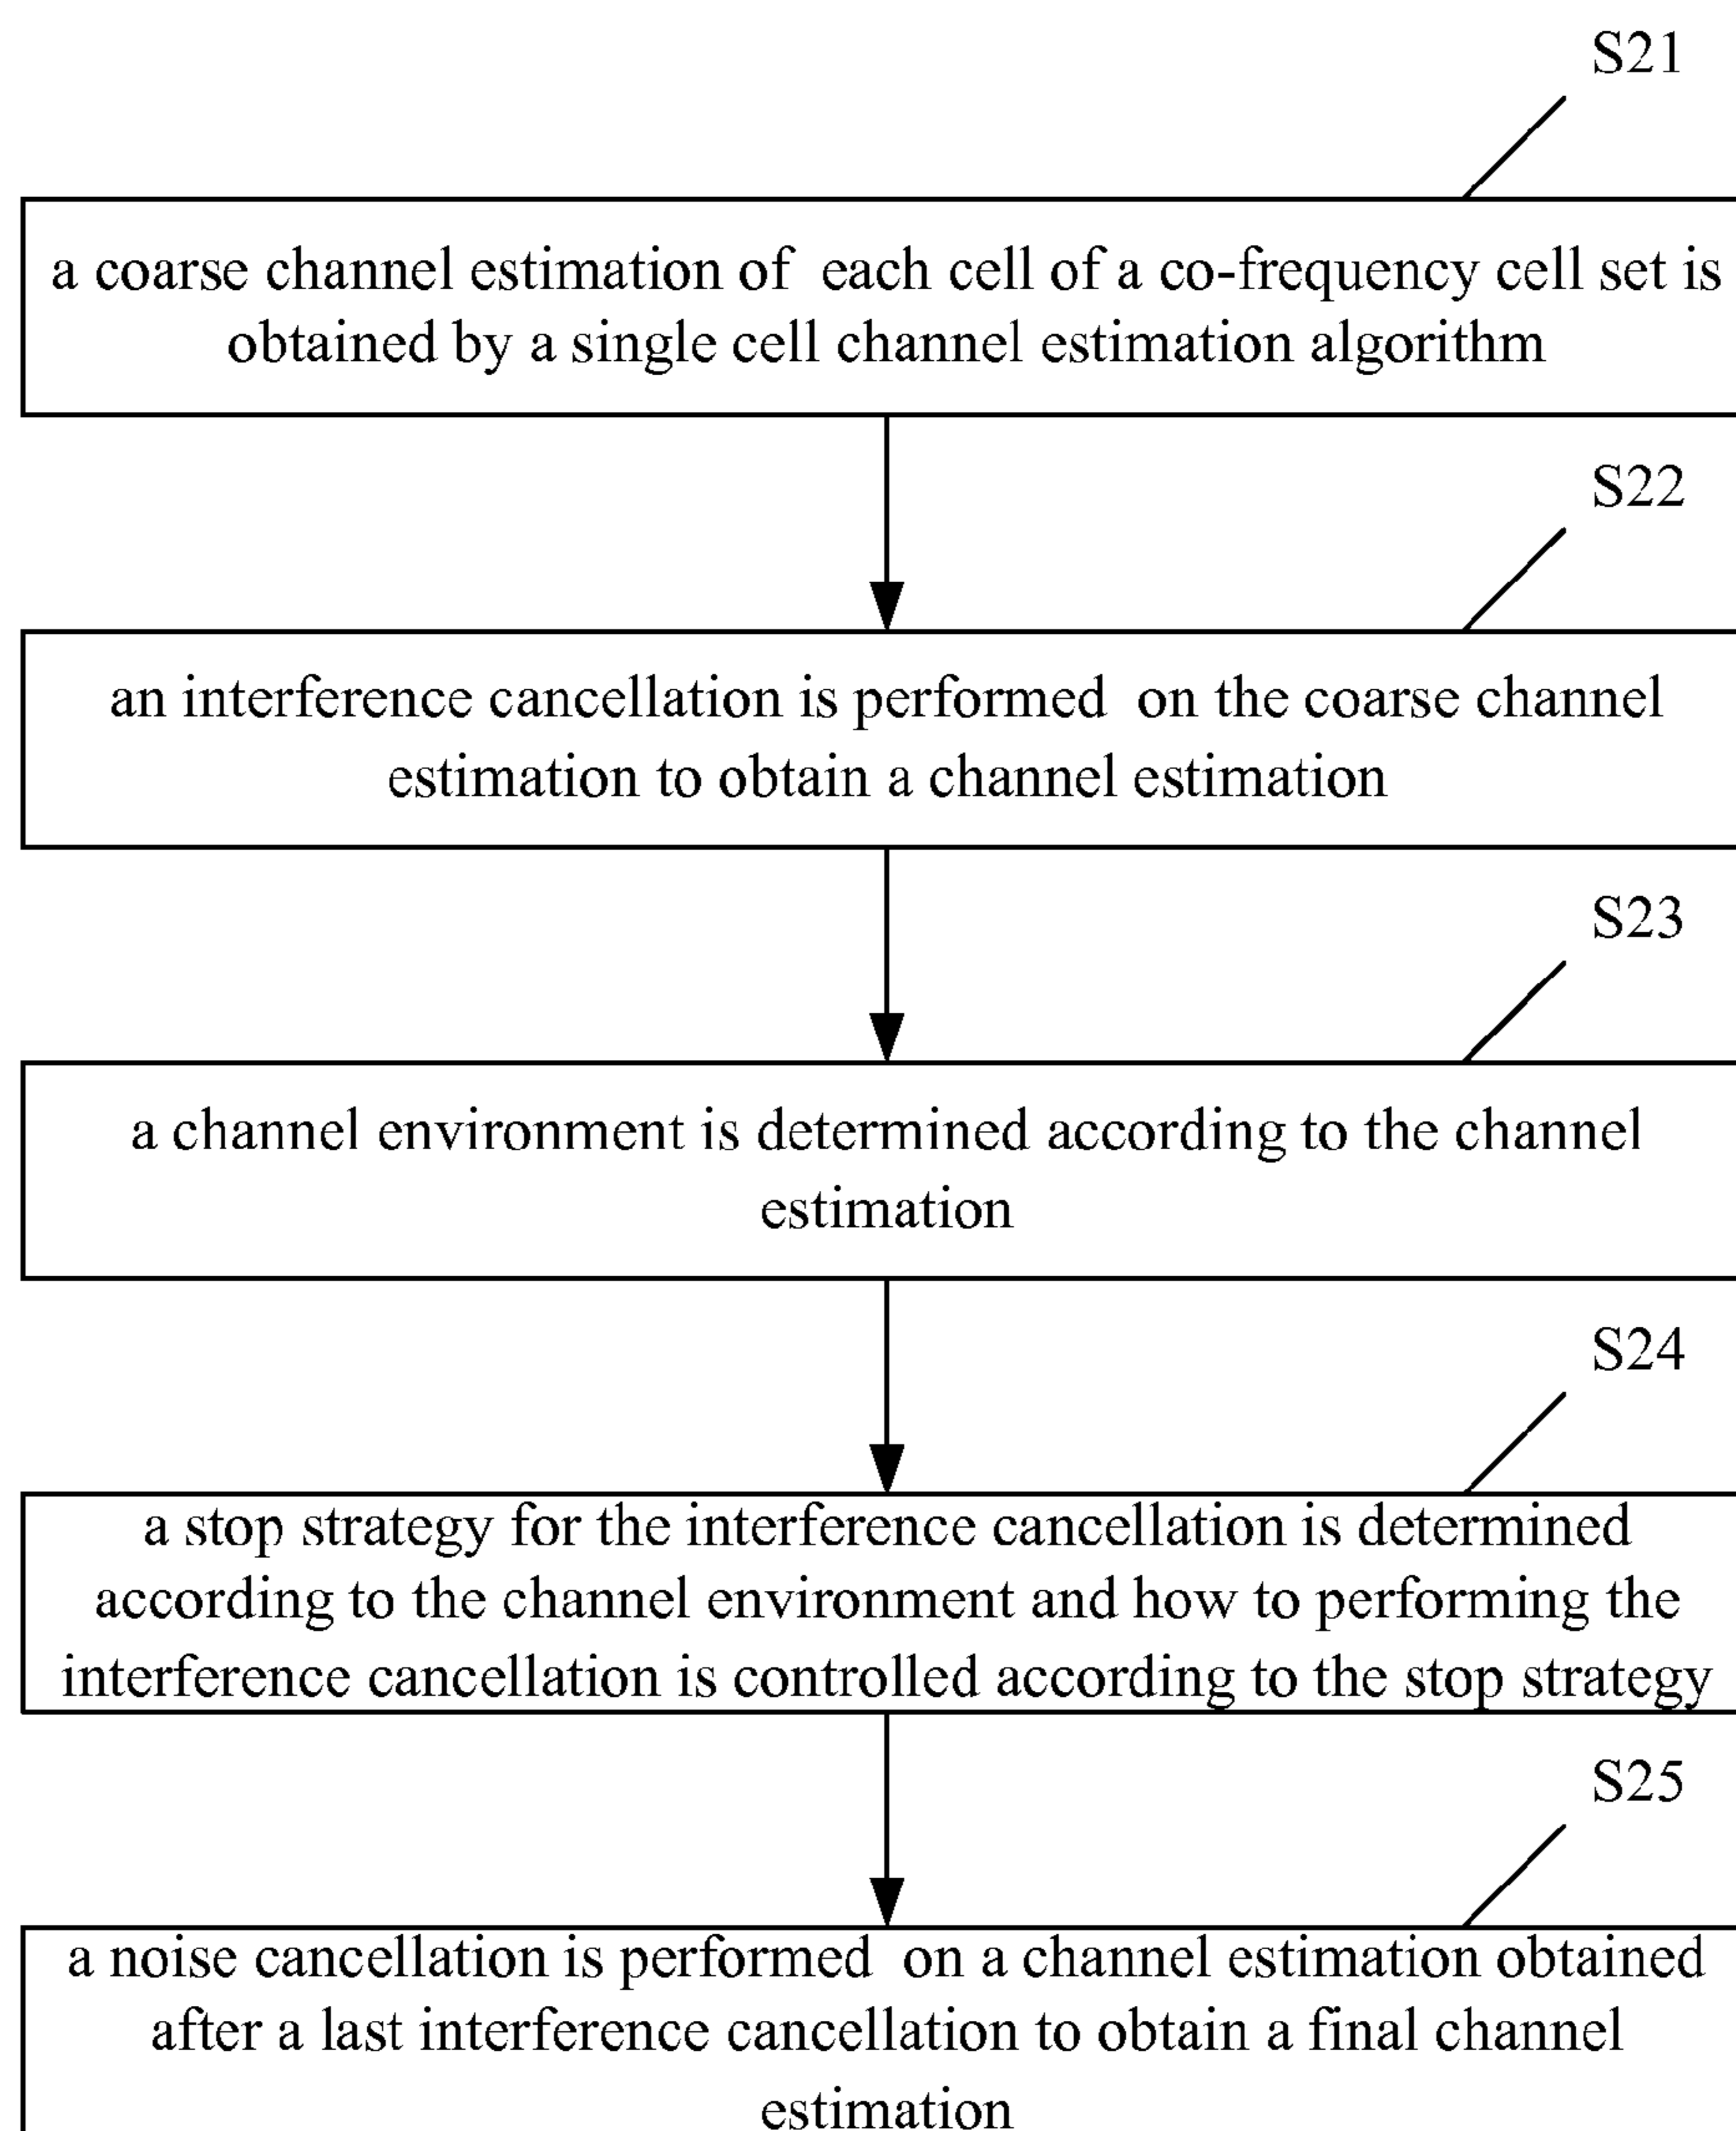 S21
a coarse channel estimation of each cell of a co-frequency cell set is
obtained by a single cell channel estimation algorithm
S22
an interference cancellation is performed on the coarse channel
estimation to obtain a channel estimation
S23
a channel environment is determined according to the channel
estimation
S24
a stop strategy for the interference cancellation is determined
according to the channel environment and how to performing the
interference cancellation is controlled according to the stop strategy
S25
a noise cancellation is performed on a channel estimation obtained
after a last interference cancellation to obtain a final channel
estimation